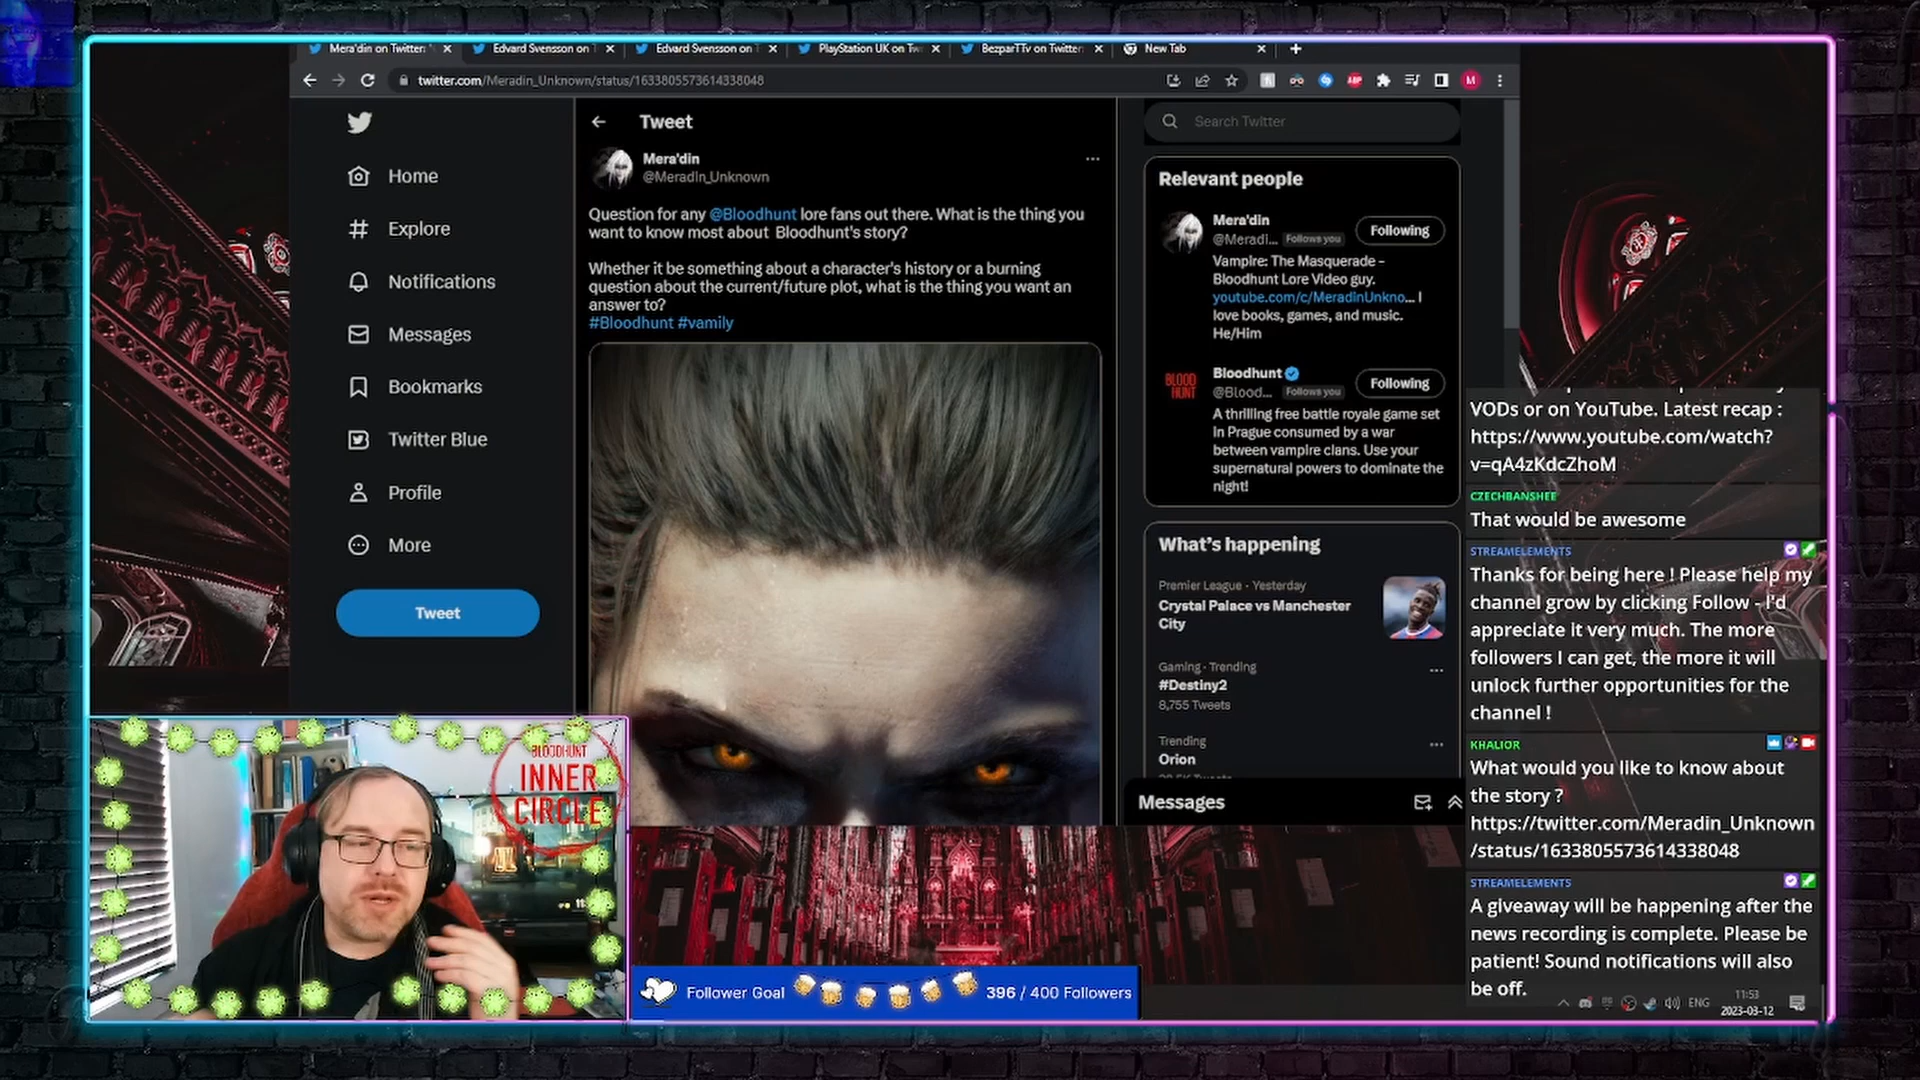 Mera'din on Twitter: "
Edvard Svensson on T
Edvard Svensson on T
PlayStation UK on Tw
BezparTTv on Twitter:
New Tab
twitter.com/Meradin_Unknown/status/1633805573614338048
M
Home
Explore
Notifications
Messages
Bookmarks
Twitter Blue
Profile
More
Tweet
Tweet
Mera'din
@Meradin_Unknown
Question for any @Bloodhunt lore fans out there. What is the thing you
want to know most about Bloodhunt's story?
Whether it be something about a character's history or a burning
question about the current/future plot, what is the thing you want an
answer to?
#Bloodhunt #vamily
Search Twitter
Relevant people
Mera'din
@Meradi... Follows you
Following
Vampire: The Masquerade -
Bloodhunt Lore Video guy.
youtube.com/c/MeradinUnkno... I
love books, games, and music.
He/Him
BLOOD
HUNT
Bloodhunt
@Blood... Follows you
Following
A thrilling free battle royale game set
in Prague consumed by a war
between vampire clans. Use your
supernatural powers to dominate the
night!
What's happening
Premier League · Yesterday
Crystal Palace vs Manchester
City
Gaming · Trending
#Destiny2
8,755 Tweets
Trending
Orion
Messages
VODs or on YouTube. Latest recap :
https://www.youtube.com/watch?
v=qA4zKdcZhoM
CZECHBANSHEE
That would be awesome
STREAMELEMENTS
Thanks for being here ! Please help my
channel grow by clicking Follow - I'd
appreciate it very much. The more
followers I can get, the more it will
unlock further opportunities for the
channel !
KHALIOR
What would you like to know about
the story ?
https://twitter.com/Meradin_Unknown
/status/1633805573614338048
STREAMELEMENTS
A giveaway will be happening after the
news recording is complete. Please be
patient! Sound notifications will also
be off.
BLOODHUNT
INNER
CIRCLE
Follower Goal
396 / 400 Followers
ENG
11:53
2023-03-12